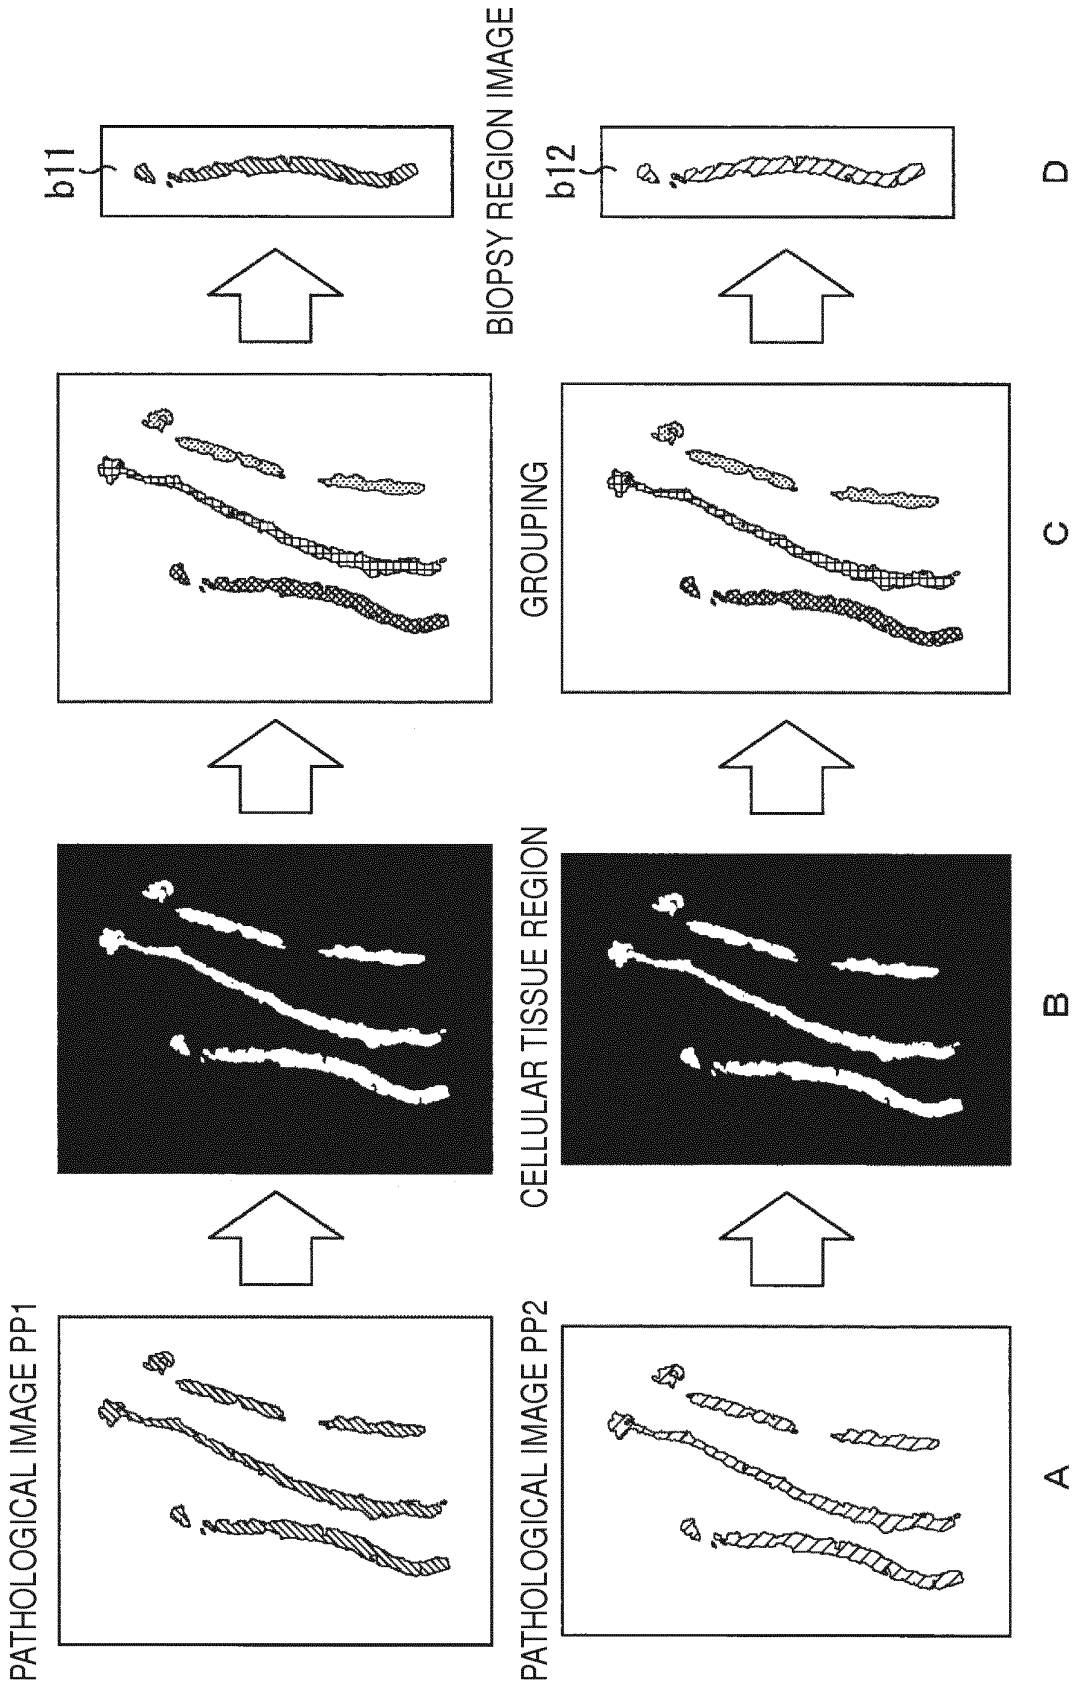 PATHOLOGICAL IMAGE PP1
b11
CELLULAR TISSUE REGION
GROUPING
BIOPSY REGION IMAGE
PATHOLOGICAL IMAGE PP2
b12
A
B
C
D